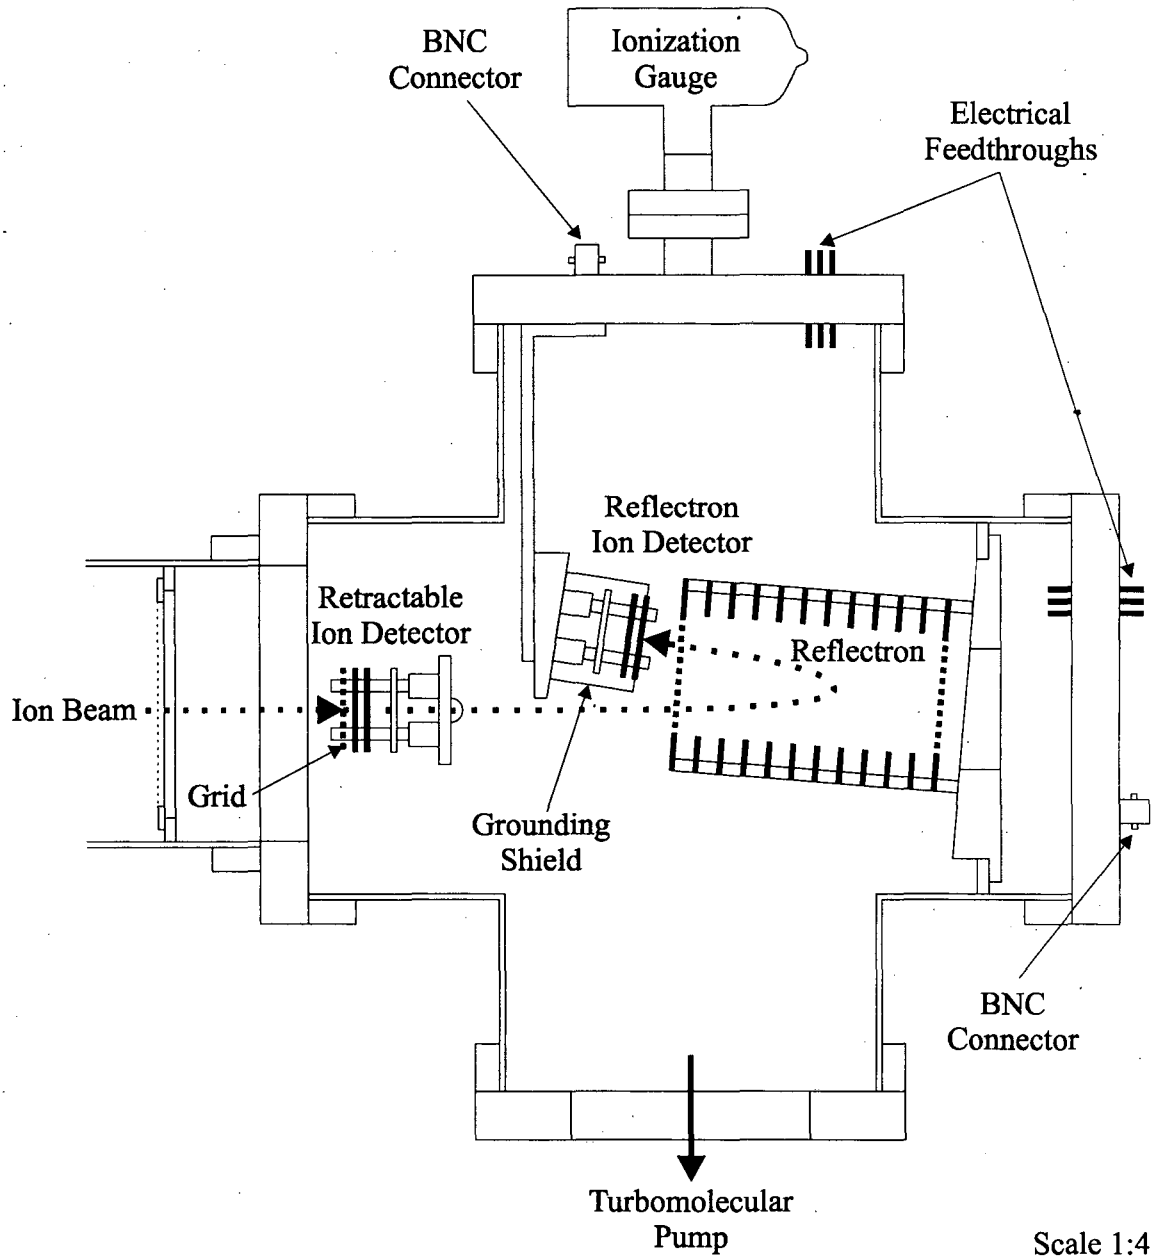 BNC
Connector
Ionization
Gauge
Electrical
Feedthroughs
Reflectron
Ion Detector
Retractable
Ion Detector
Reflectron
Ion Beam
Grid
Grounding
Shield
BNC
Connector
Turbomolecular
Pump
Scale 1:4